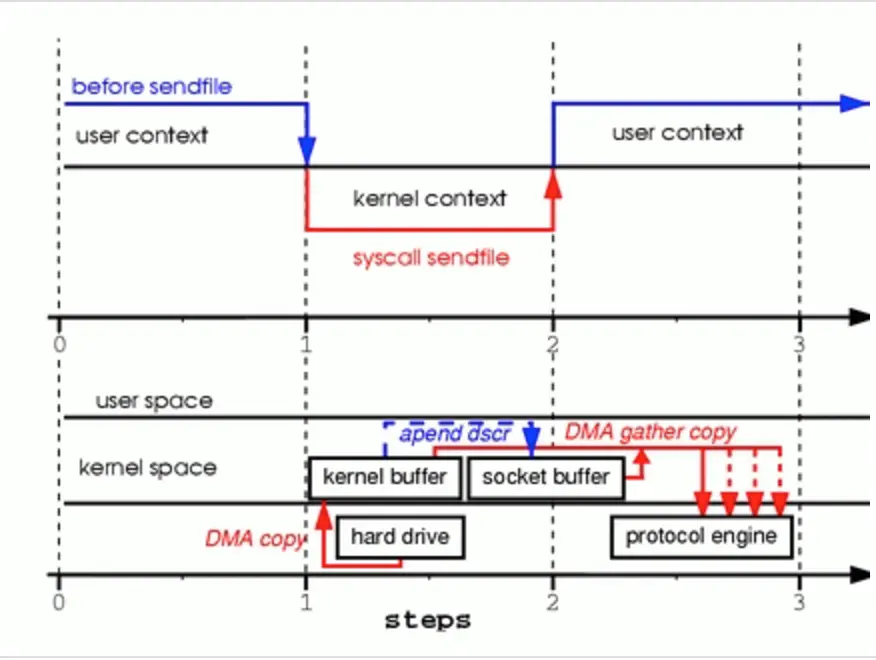 before sendfile
user context
user context
kernel context
syscall sendfile
0 1 2 3
user space
apend dscr
DMA gather copy
kernel space
kernel buffer
socket buffer
DMA copy
hard drive
protocol engine
0 1 2 3
steps